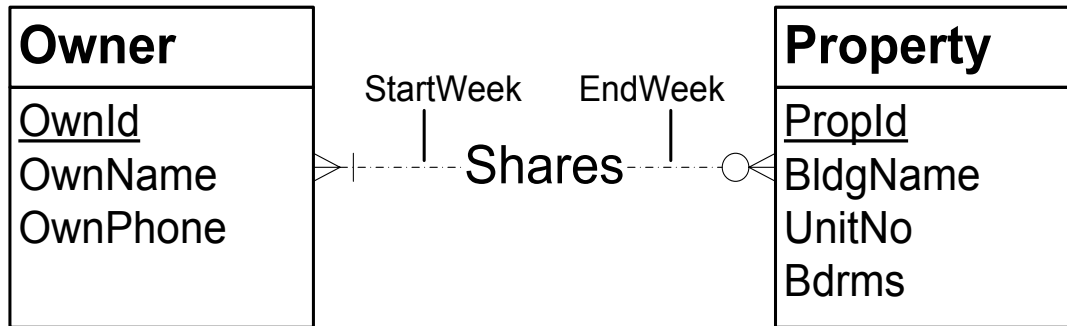 Owner
OwnId
OwnName
OwnPhone
StartWeek
EndWeek
Shares
Property
PropId
BldgName
UnitNo
Bdrms